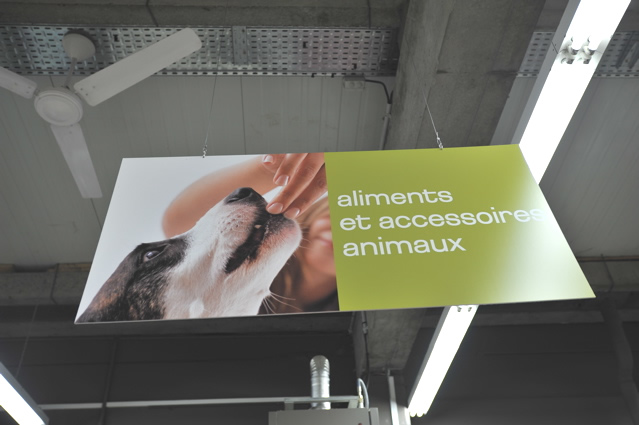 aliments
et accessoires
animaux